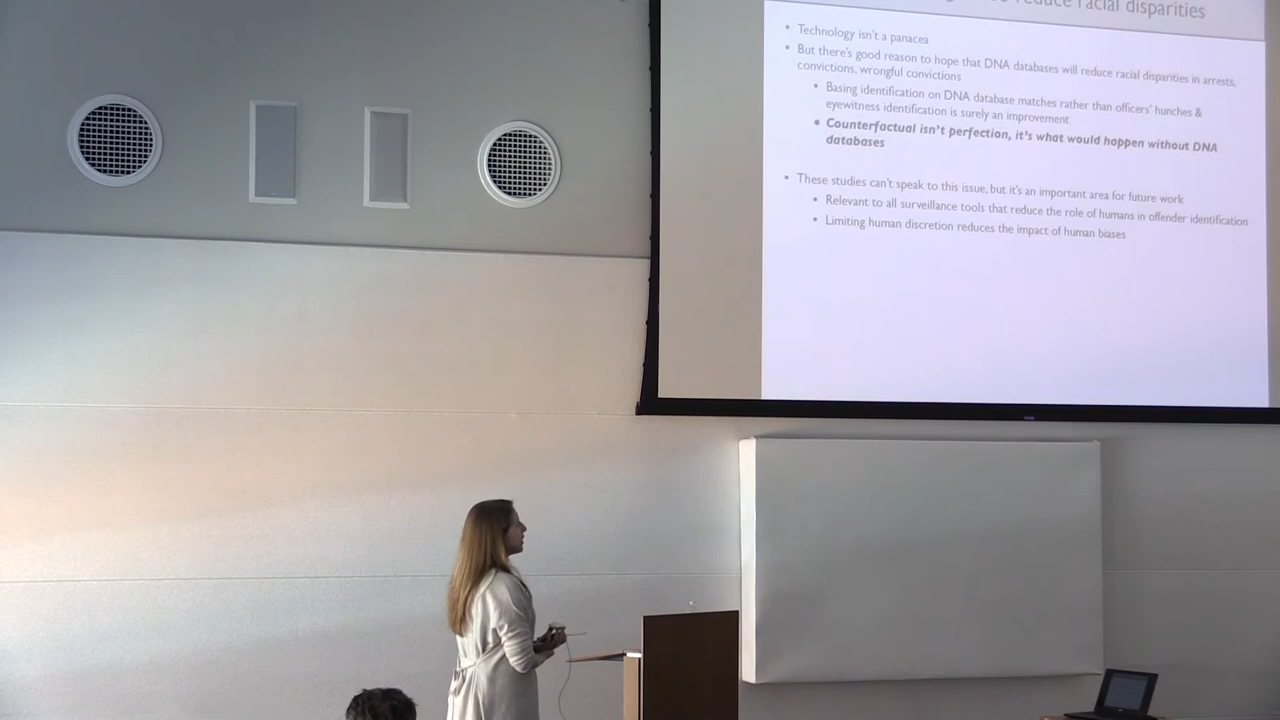 reduce racial disparities
• Technology isn't a panacea
• But there's good reason to hope that DNA databases will reduce racial disparities in arrests,
convictions, wrongful convictions
• Basing identification on DNA database matches rather than officers' hunches &
eyewitness identification is surely an improvement
• Counterfactual isn't perfection, it's what would happen without DNA
databases
• These studies can't speak to this issue, but it's an important area for future work
• Relevant to all surveillance tools that reduce the role of humans in offender identification
• Limiting human discretion reduces the impact of human biases